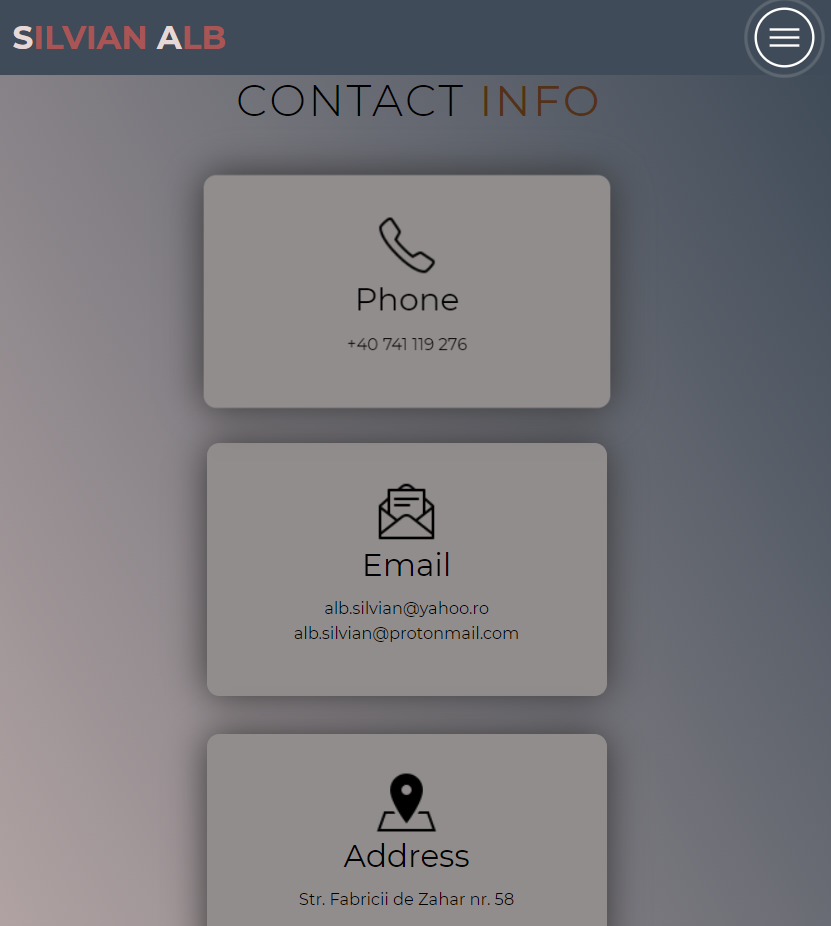 SILVIAN ALB
CONTACT INFO
Phone
+40 741 119 276
Email
alb.silvian@yahoo.ro
alb.silvian@protonmail.com
Address
Str. Fabricii de Zahar nr. 58